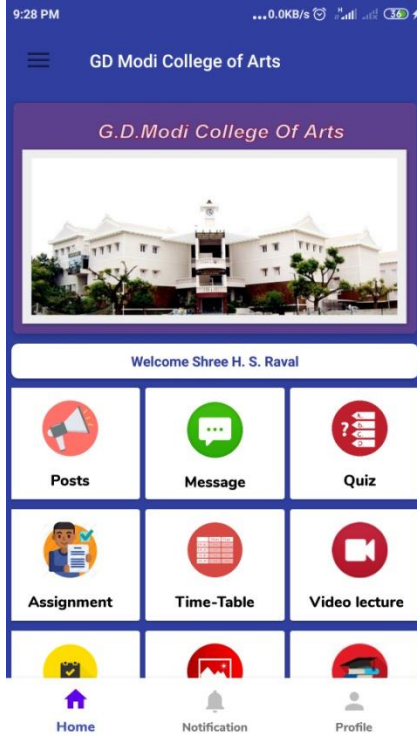 9:28 PM ...0.0KB/s 36
GD Modi College of Arts
G.D.Modi College Of Arts
Welcome Shree H. S. Raval
Posts Message Quiz
Assignment Time-Table Video lecture
Home Notification Profile